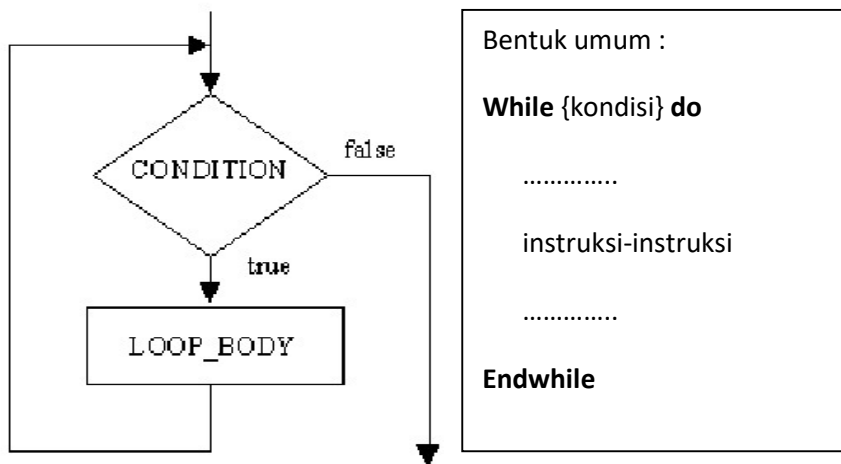 CONDITION
false
true
LOOP_BODY
Bentuk umum :
While {kondisi} do
…………..
instruksi-instruksi
…………..
Endwhile